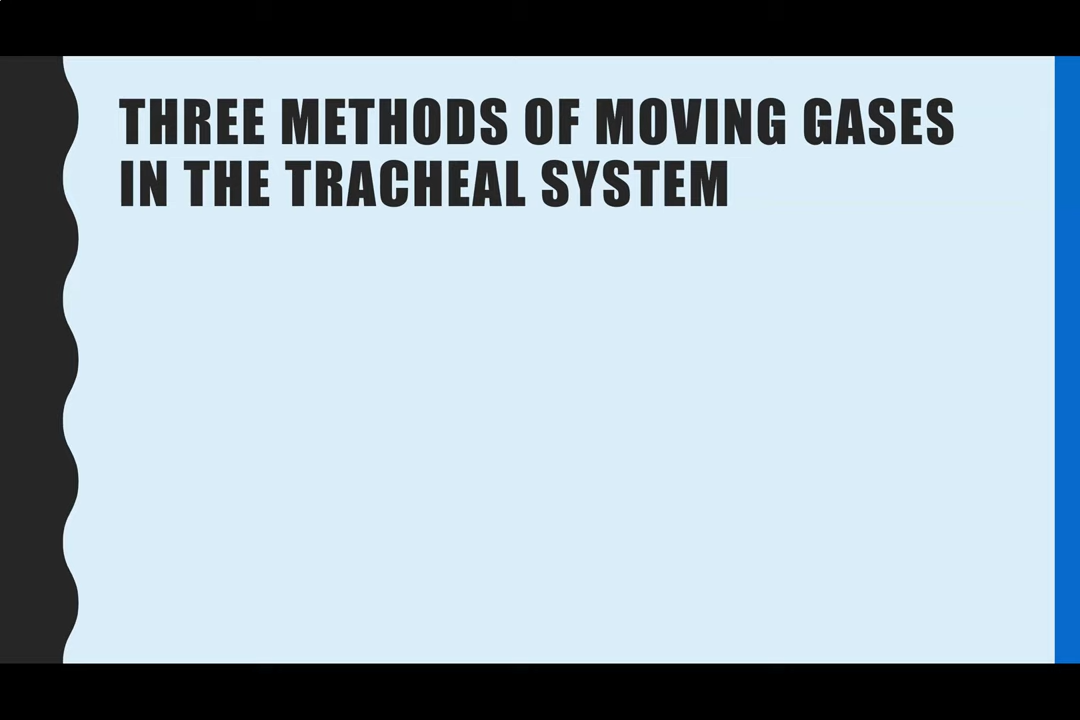 THREE METHODS OF MOVING GASES
IN THE TRACHEAL SYSTEM